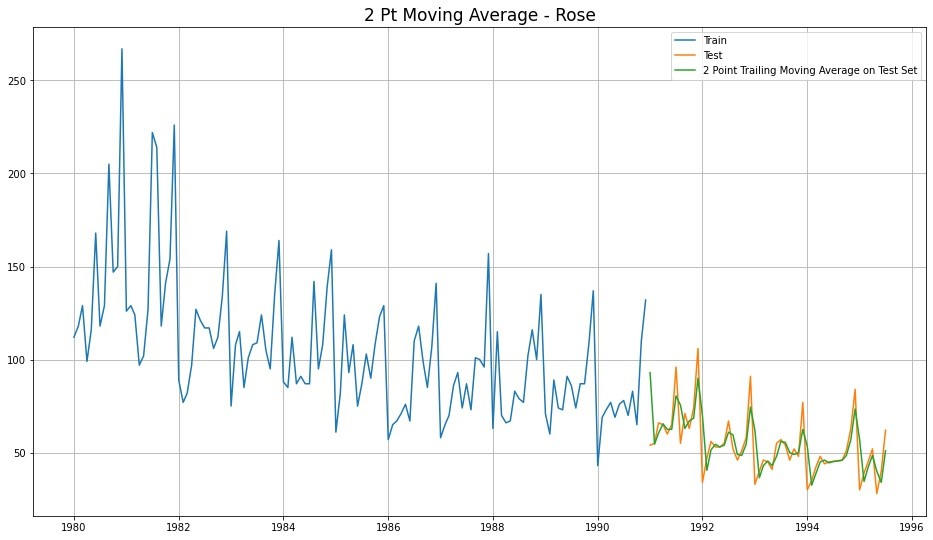 2 Pt Moving Average - Rose
Train
Test
2 Point Trailing Moving Average on Test Set
250
200
150
100
50
1980 1982 1984 1986 1988 1990 1992 1994 1996